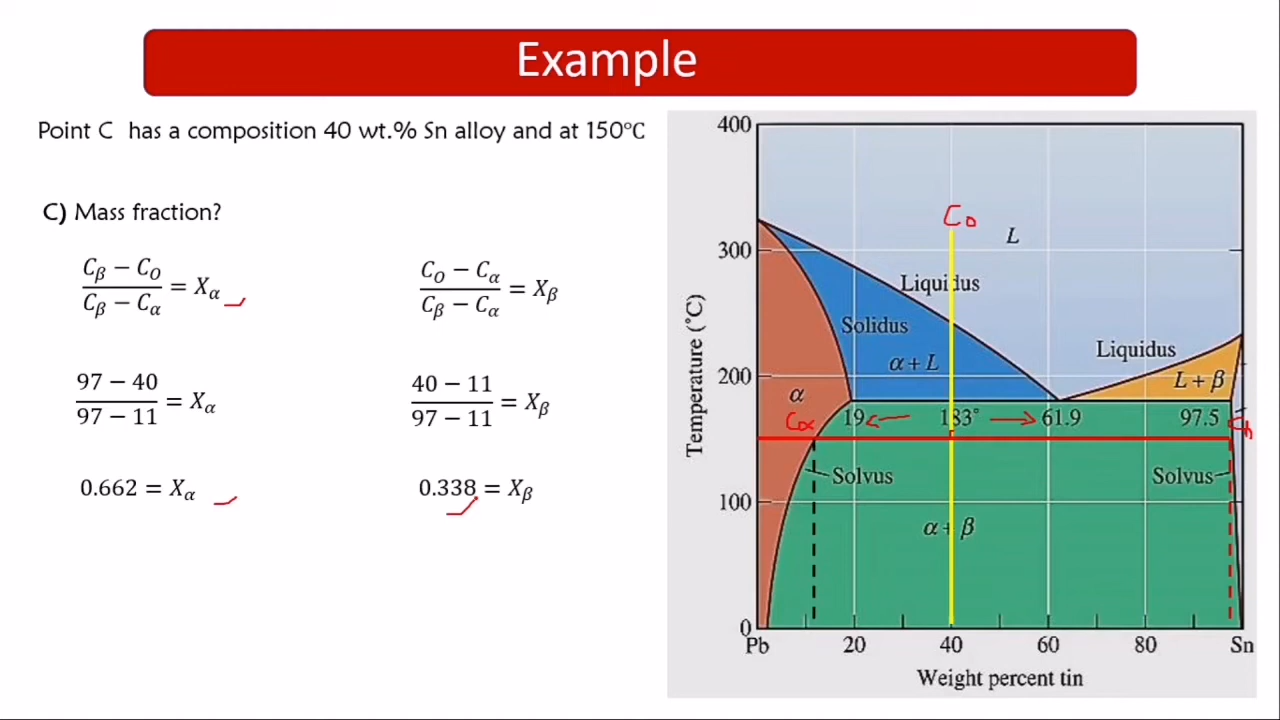 Example
Point C has a composition 40 wt.% Sn alloy and at 150°C
C) Mass fraction?
(Cβ − CO)/(Cβ − Cα) = Xα
(CO − Cα)/(Cβ − Cα) = Xβ
(97 − 40)/(97 − 11) = Xα
(40 − 11)/(97 − 11) = Xβ
0.662 = Xα
0.338 = Xβ
Temperature (°C)
400
300
200
100
0
Co
L
Liquidus
Solidus
α + L
Liquidus
L + β
α
Cα
19
183°
61.9
97.5
Solvus
Solvus
α + β
Pb
20
40
60
80
Sn
Weight percent tin